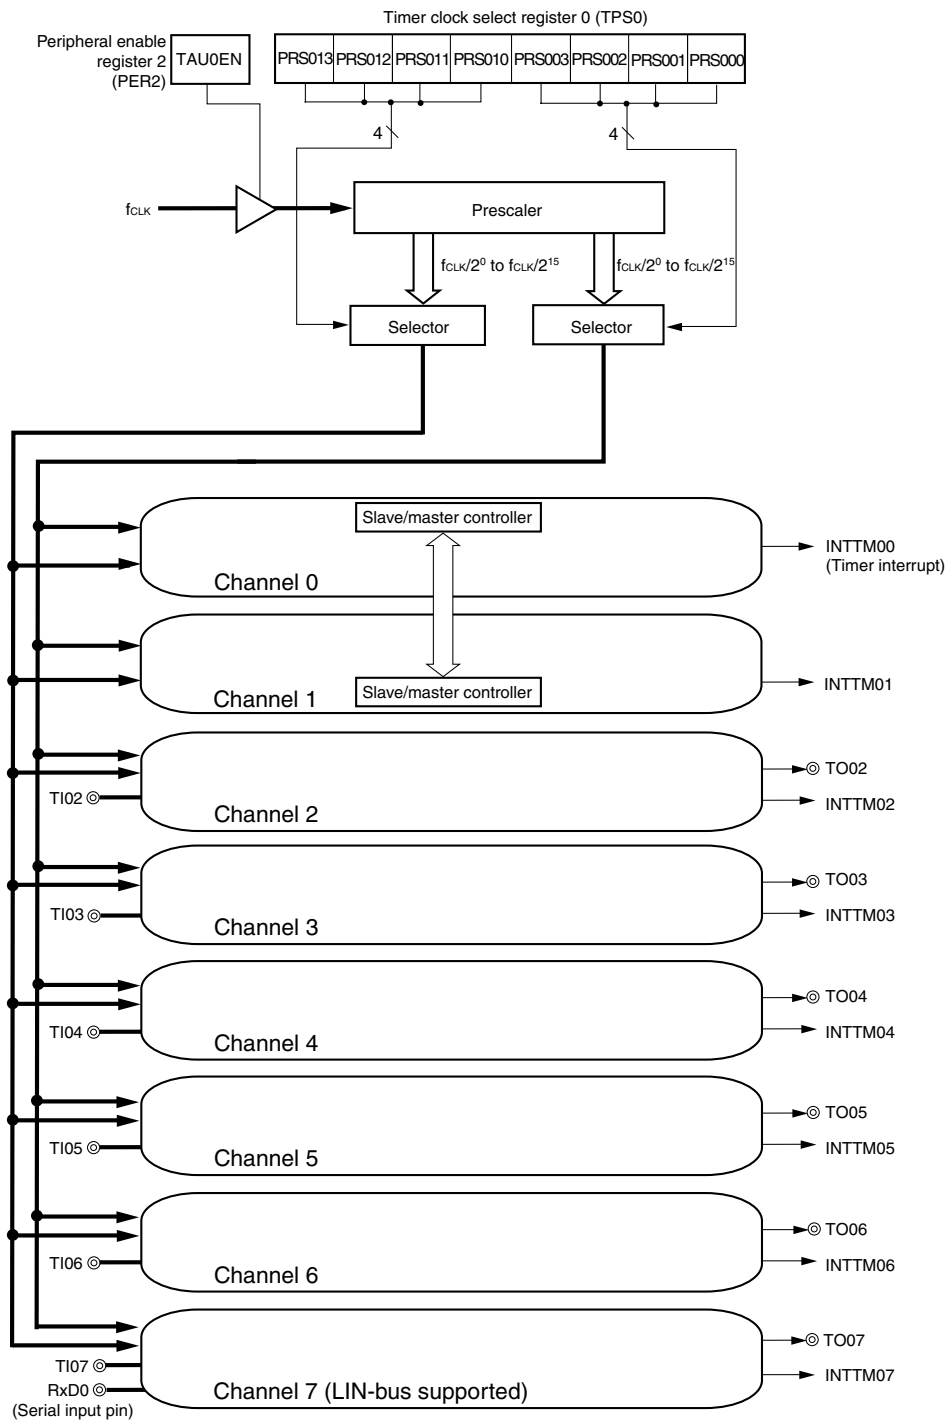 Timer clock select register 0 (TPS0)
Peripheral enable
register 2
(PER2)
TAU0EN
PRS013 PRS012 PRS011 PRS010 PRS003 PRS002 PRS001 PRS000
4
4
fCLK
Prescaler
fCLK/2⁰ to fCLK/2¹⁵
fCLK/2⁰ to fCLK/2¹⁵
Selector
Selector
Slave/master controller
Channel 0
INTTM00
(Timer interrupt)
Channel 1
Slave/master controller
INTTM01
TI02
Channel 2
TO02
INTTM02
TI03
Channel 3
TO03
INTTM03
TI04
Channel 4
TO04
INTTM04
TI05
Channel 5
TO05
INTTM05
TI06
Channel 6
TO06
INTTM06
TI07
RxD0
(Serial input pin)
Channel 7 (LIN-bus supported)
TO07
INTTM07